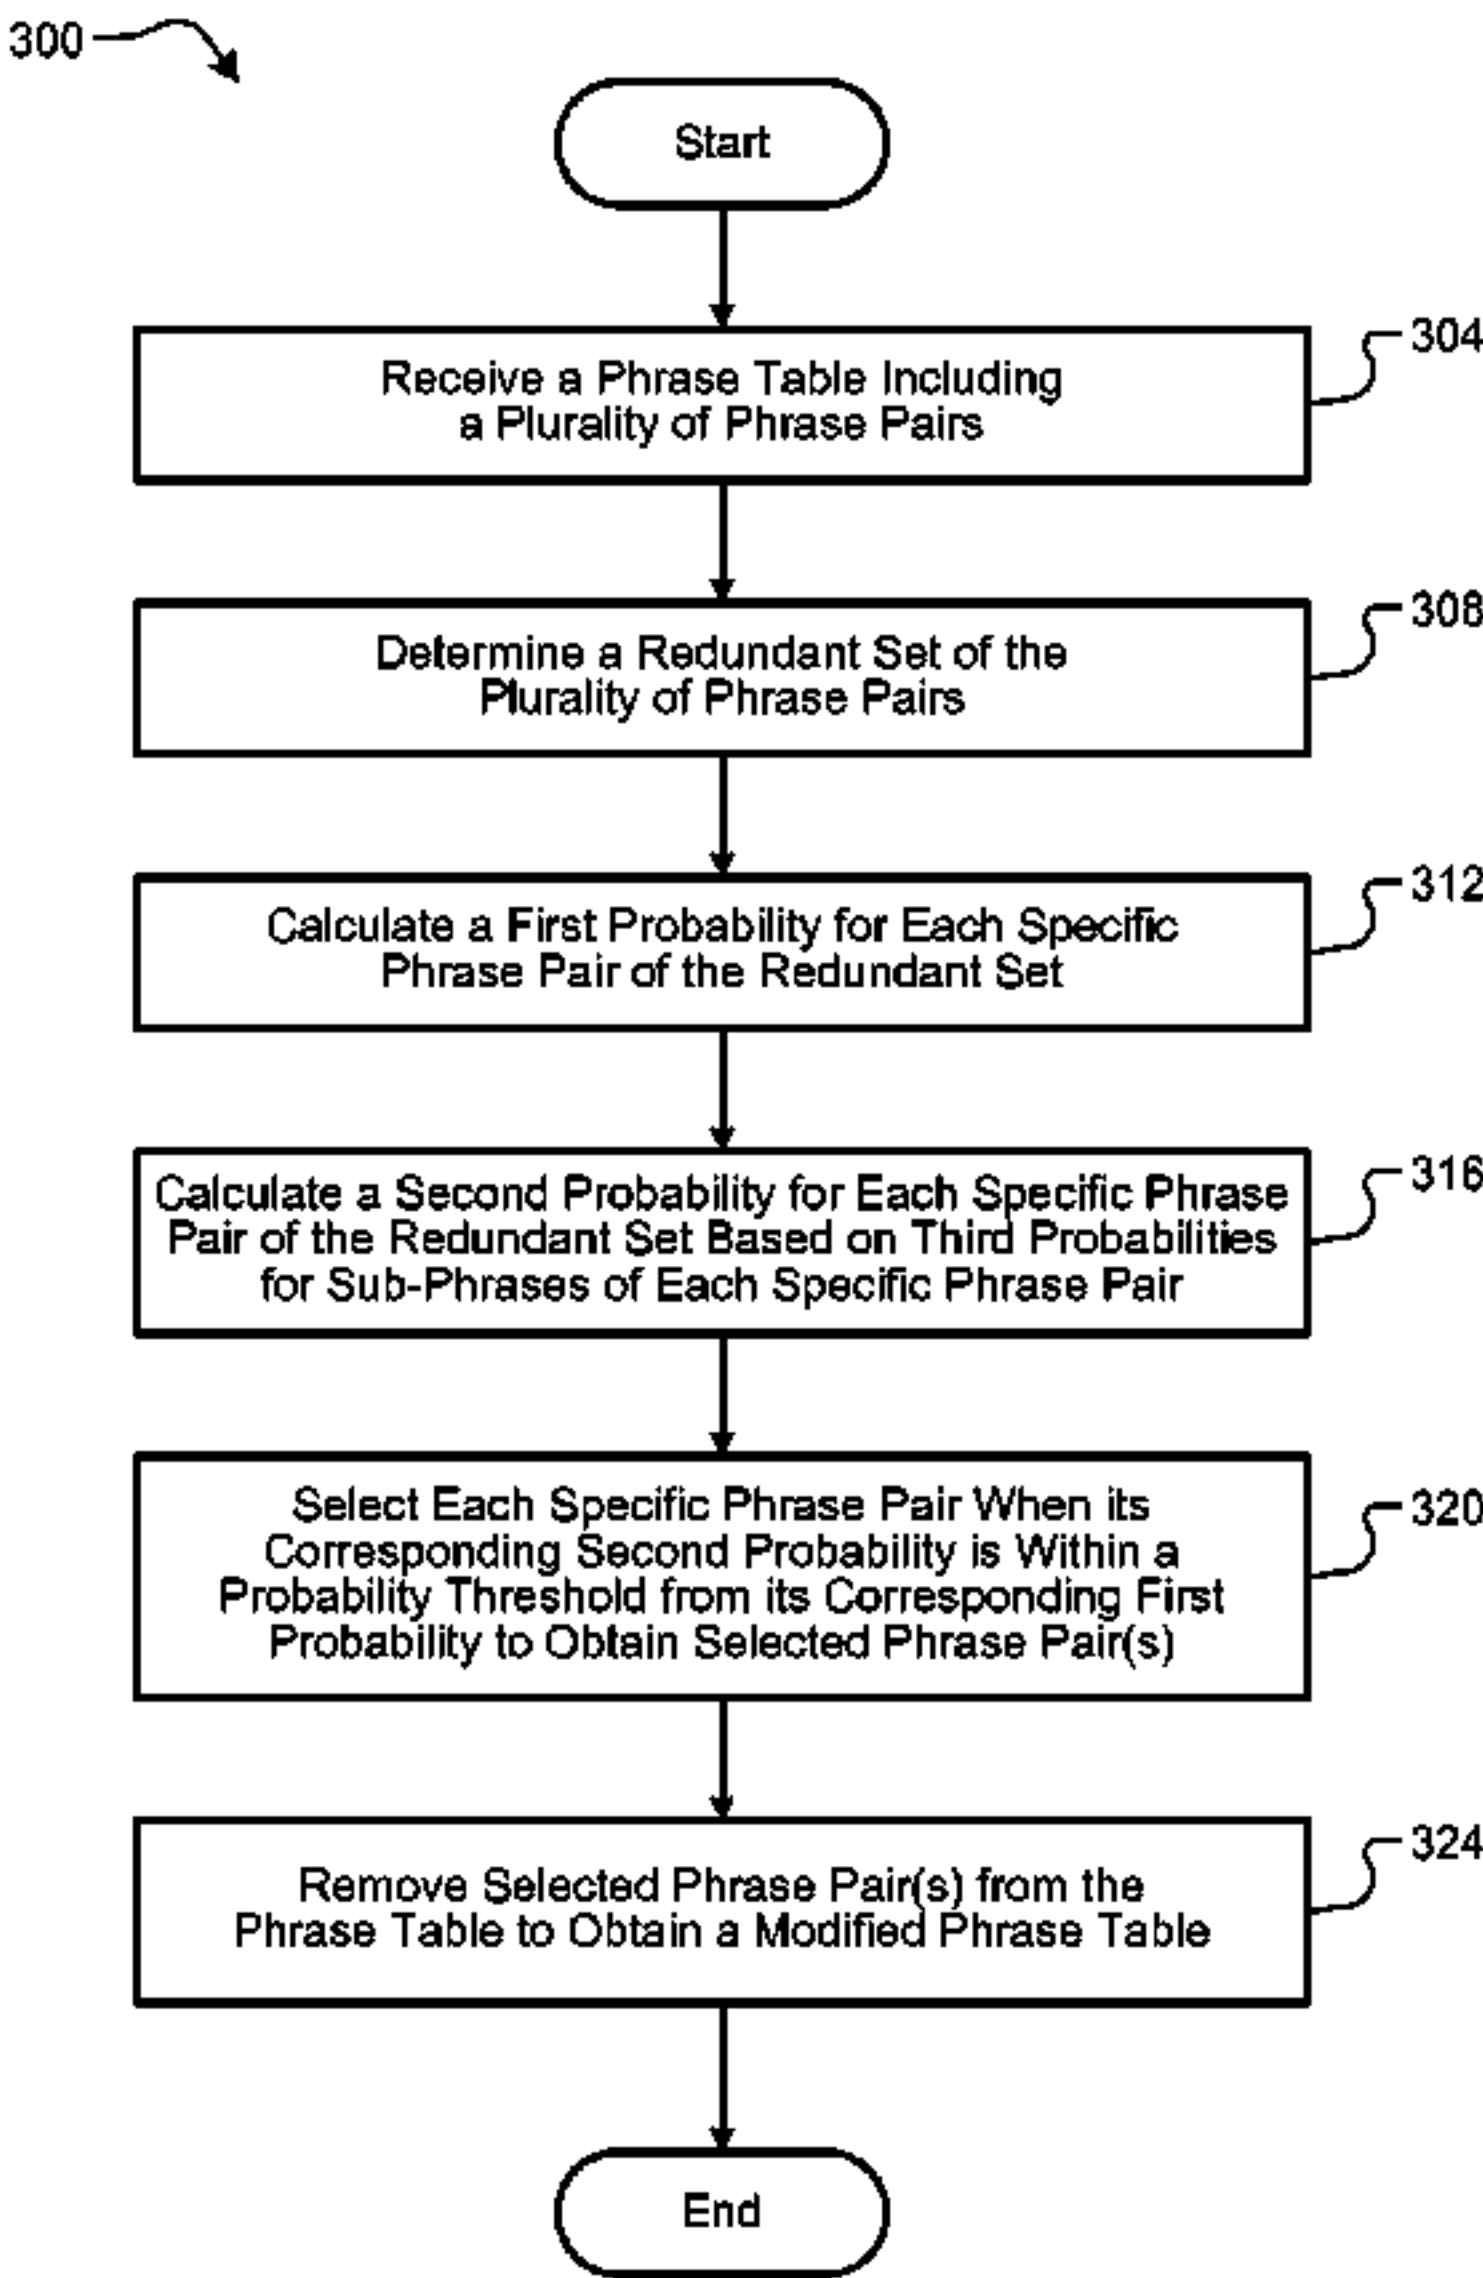 300
Start
304
Receive a Phrase Table Including
a Plurality of Phrase Pairs
308
Determine a Redundant Set of the
Plurality of Phrase Pairs
312
Calculate a First Probability for Each Specific
Phrase Pair of the Redundant Set
316
Calculate a Second Probability for Each Specific Phrase
Pair of the Redundant Set Based on Third Probabilities
for Sub-Phrases of Each Specific Phrase Pair
320
Select Each Specific Phrase Pair When its
Corresponding Second Probability is Within a
Probability Threshold from its Corresponding First
Probability to Obtain Selected Phrase Pair(s)
324
Remove Selected Phrase Pair(s) from the
Phrase Table to Obtain a Modified Phrase Table
End